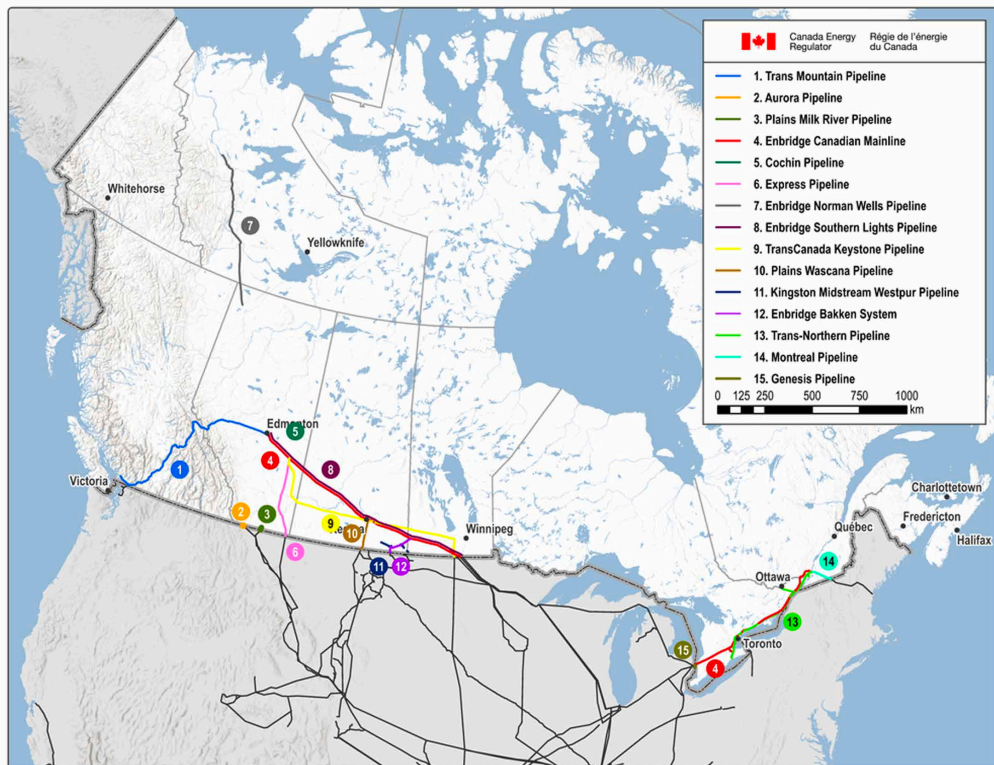 Canada Energy
Regulator
Régie de l'énergie
du Canada
1. Trans Mountain Pipeline
2. Aurora Pipeline
3. Plains Milk River Pipeline
4. Enbridge Canadian Mainline
5. Cochin Pipeline
6. Express Pipeline
7. Enbridge Norman Wells Pipeline
8. Enbridge Southern Lights Pipeline
9. TransCanada Keystone Pipeline
10. Plains Wascana Pipeline
11. Kingston Midstream Westpur Pipeline
12. Enbridge Bakken System
13. Trans-Northern Pipeline
14. Montreal Pipeline
15. Genesis Pipeline
0 125 250 500 750 1000
km
Whitehorse
7
Yellowknife
Edmonton
5
4
8
1
Victoria
Charlottetown
2
3
9
10
Winnipeg
Québec
Fredericton
Halifax
6
11
12
14
Ottawa
13
Toronto
15
4